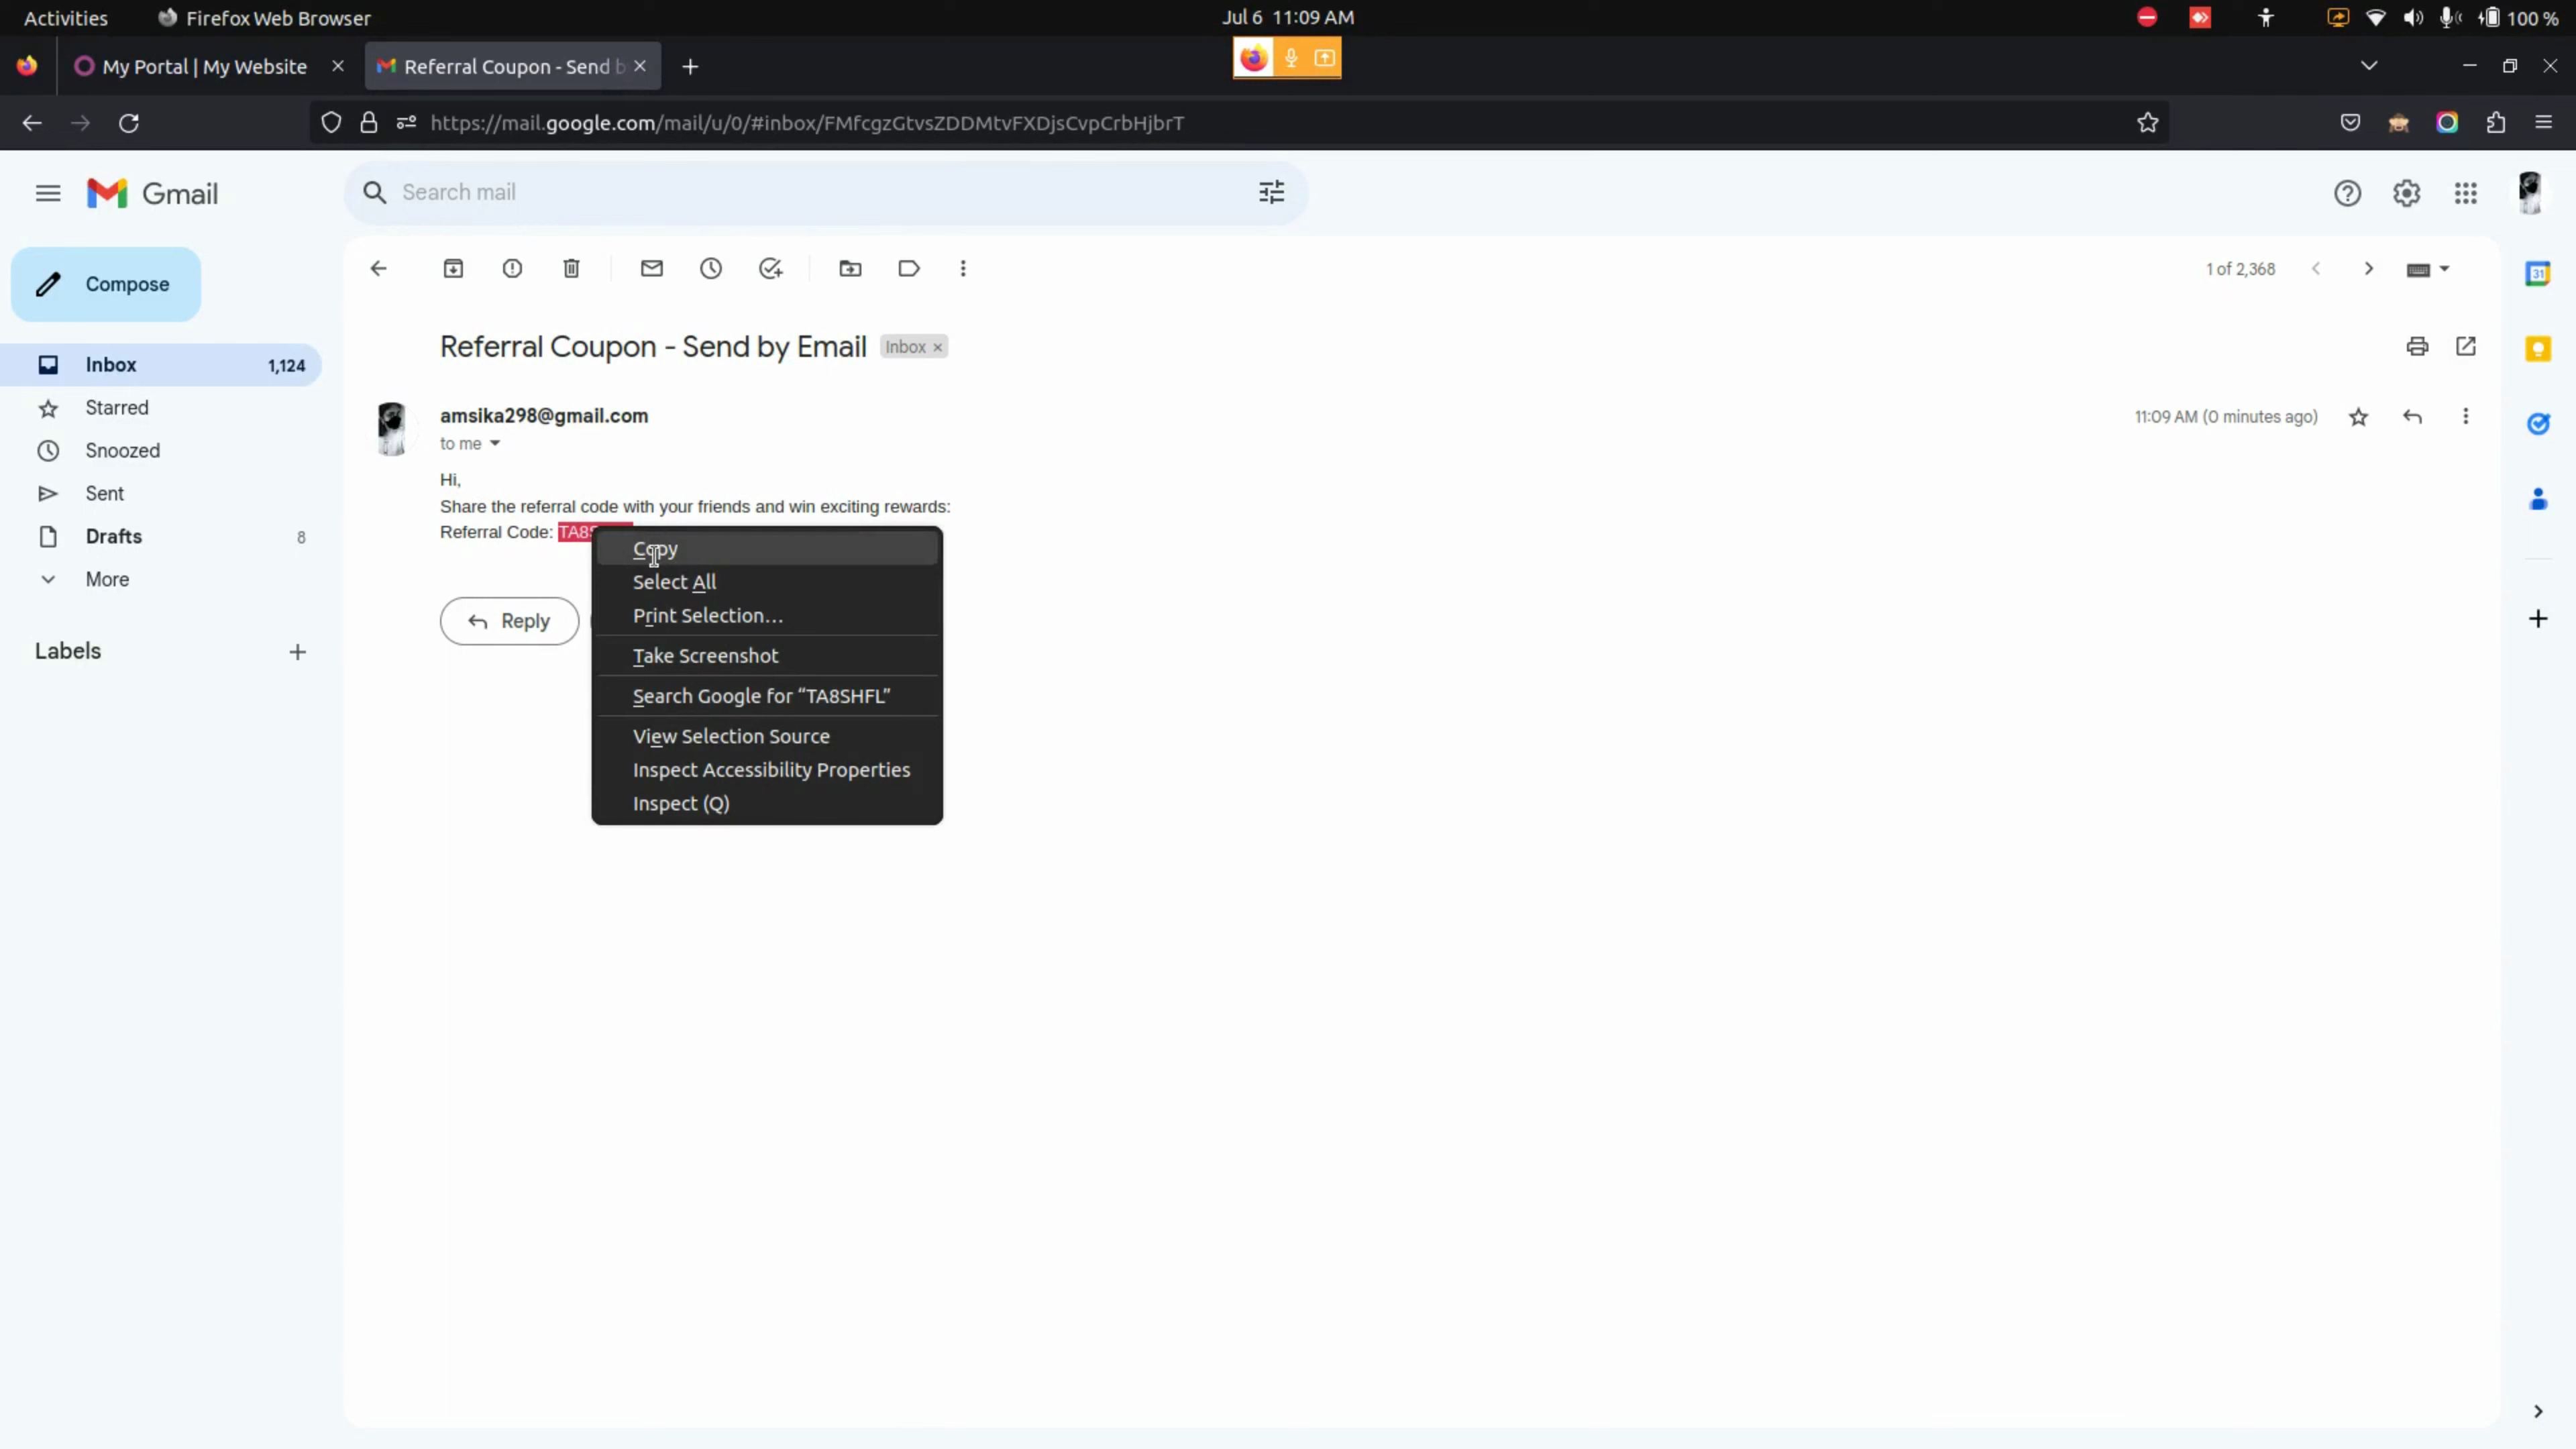 Activities
Firefox Web Browser
Jul 6 11:09 AM
100 %
My Portal | My Website
Referral Coupon - Send b
https://mail.google.com/mail/u/0/#inbox/FMfcgzGtvsZDDMtvFXDjsCvpCrbHjbrT
Gmail
Search mail
Compose
1 of 2,368
31
Referral Coupon - Send by Email
Inbox ×
Inbox
1,124
Starred
Snoozed
Sent
Drafts
8
More
Labels
amsika298@gmail.com
11:09 AM (0 minutes ago)
to me
Hi,
Share the referral code with your friends and win exciting rewards:
Referral Code: TA8S
Reply
Copy
Select All
Print Selection…
Take Screenshot
Search Google for “TA8SHFL”
View Selection Source
Inspect Accessibility Properties
Inspect (Q)